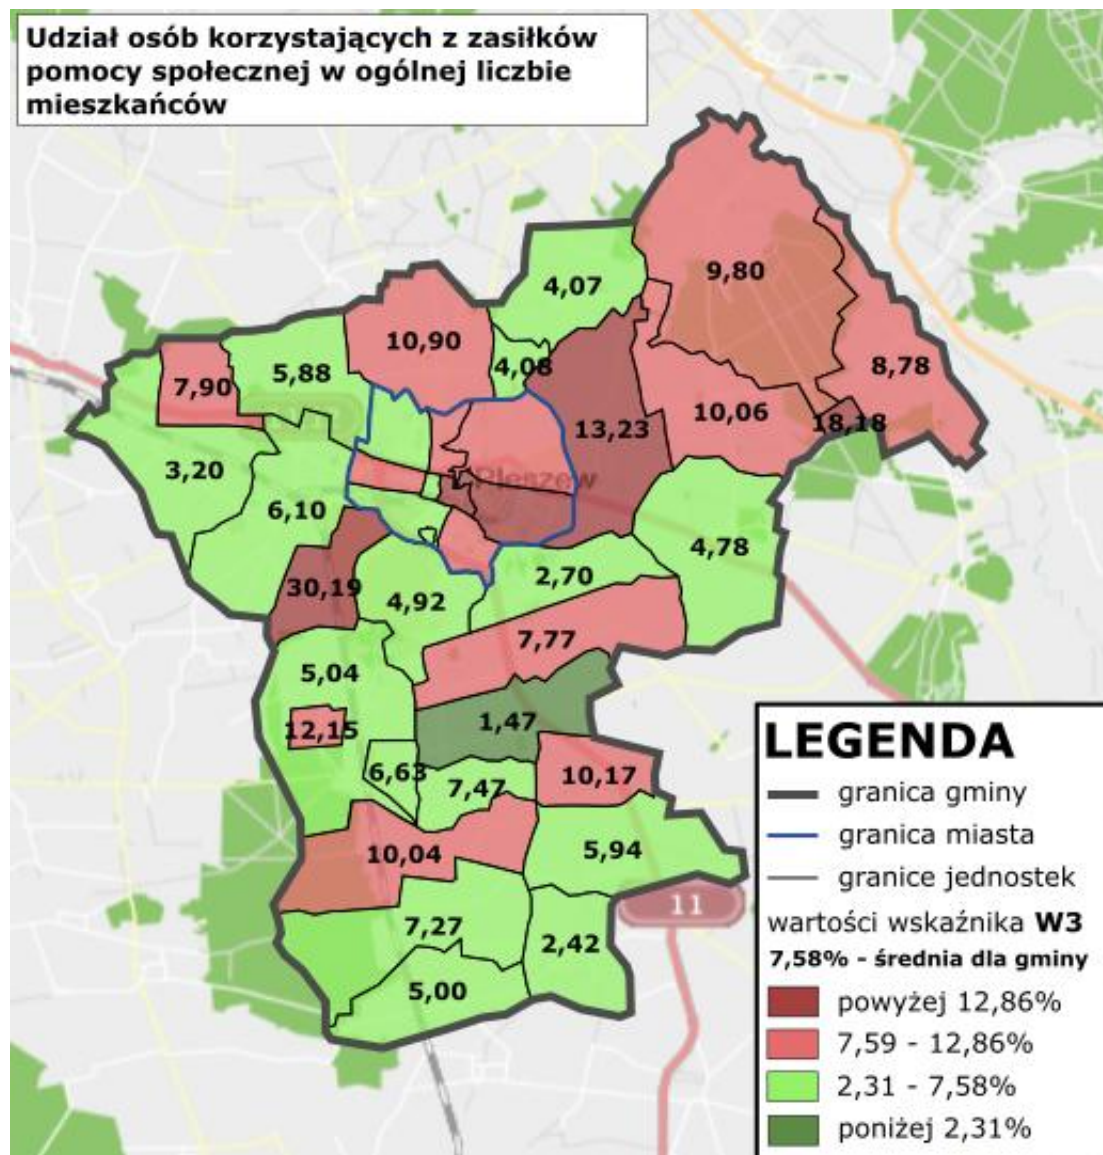 Udział osób korzystających z zasiłków
pomocy społecznej w ogólnej liczbie
mieszkańców
9,80
4,07
10,90
4,08
8,78
5,88
7,90
10,06
18,18
13,23
3,20
Pleszew
6,10
4,78
2,70
30,19
4,92
7,77
5,04
1,47
12,15
6,63
10,17
7,47
5,94
10,04
11
7,27
2,42
5,00
LEGENDA
granica gminy
granica miasta
granice jednostek
wartości wskaźnika W3
7,58% - średnia dla gminy
powyżej 12,86%
7,59 - 12,86%
2,31 - 7,58%
poniżej 2,31%